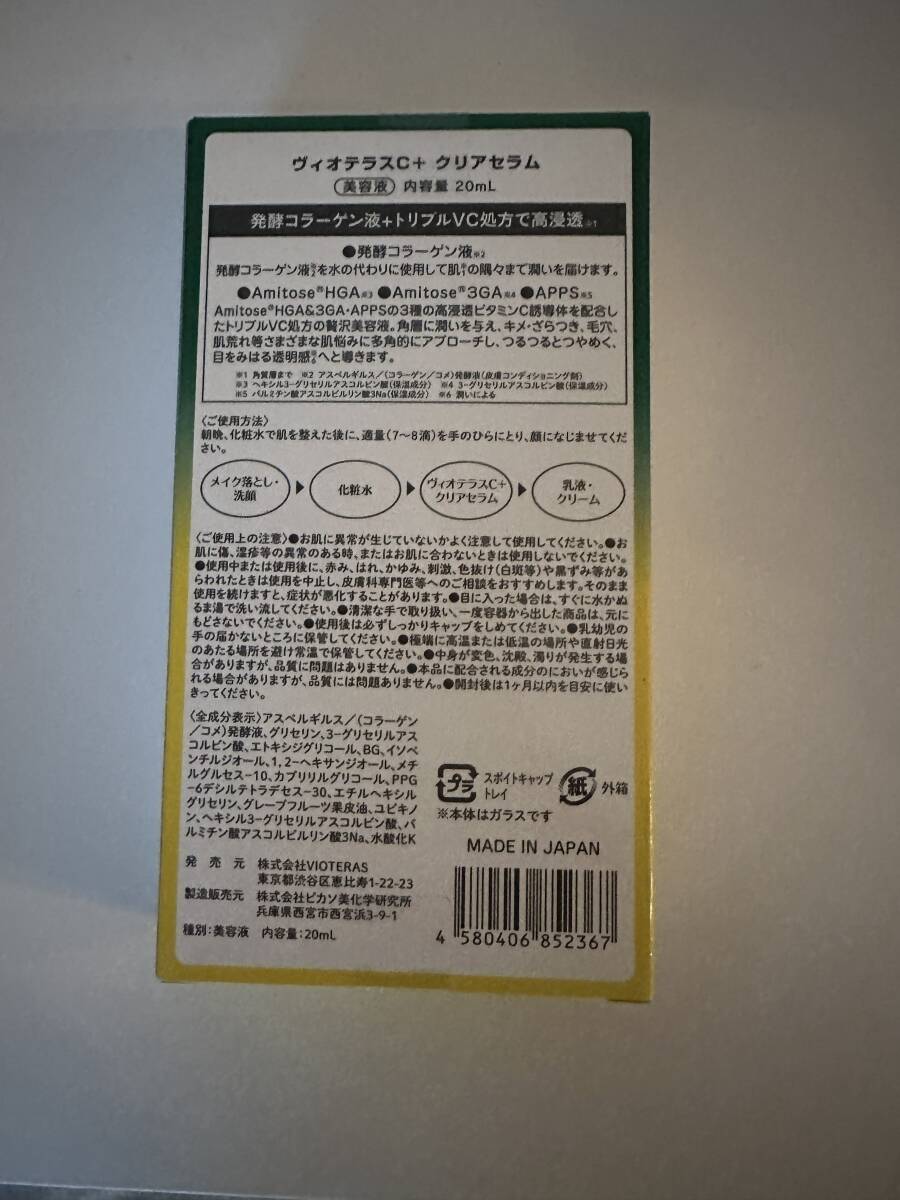 ヴィオテラスC+ クリアセラム
美容液 内容量 20mL
発酵コラーゲン液+トリプルVC処方で高浸透※1
●発酵コラーゲン液※2
発酵コラーゲン液※2を水の代わりに使用して肌※1の隅々まで潤いを届けます。
●Amitose®HGA※3 ●Amitose®3GA※4 ●APPS※5
Amitose®HGA&3GA・APPSの3種の高浸透ビタミンC誘導体を配合し
たトリプルVC処方の贅沢美容液。角層に潤いを与え、キメ・ざらつき、毛穴、
肌荒れ等さまざまな肌悩みに多角的にアプローチし、つるつるとつやめく、
目をみはる透明感※6へと導きます。
※1 角質層まで ※2 アスペルギルス/(コラーゲン/コメ)発酵液(皮膚コンディショニング剤)
※3 ヘキシル3-グリセリルアスコルビン酸(保湿成分) ※4 3-グリセリルアスコルビン酸(保湿成分)
※5 パルミチン酸アスコルビルリン酸3Na(保湿成分) ※6 潤いによる
〈ご使用方法〉
朝晩、化粧水で肌を整えた後に、適量(7〜8滴)を手のひらにとり、顔になじませてくだ
さい。
メイク落とし・
洗顔
化粧水
ヴィオテラスC+
クリアセラム
乳液・
クリーム
〈ご使用上の注意〉●お肌に異常が生じていないかよく注意して使用してください。●お
肌に傷、湿疹等の異常のある時、またはお肌に合わないときは使用しないでください。
●使用中または使用後に、赤み、はれ、かゆみ、刺激、色抜け(白斑等)や黒ずみ等があ
らわれたときは使用を中止し、皮膚科専門医等へのご相談をおすすめします。そのまま
使用を続けますと、症状が悪化することがあります。●目に入った場合は、すぐに水かぬ
るま湯で洗い流してください。●清潔な手で取り扱い、一度容器から出した商品は、元に
もどさないでください。●使用後は必ずしっかりキャップをしめてください。●乳幼児の
手の届かないところに保管してください。●極端に高温または低温の場所や直射日光
のあたる場所を避け常温で保管してください。●中身が変色、沈殿、濁りが発生する場
合がありますが、品質に問題はありません。●本品に配合される成分のにおいが感じら
れる場合がありますが、品質には問題ありません。●開封後は1ヶ月以内を目安に使い
きってください。
〈全成分表示〉アスペルギルス/(コラーゲン
/コメ)発酵液、グリセリン、3-グリセリルアス
コルビン酸、エトキシジグリコール、BG、イソペ
ンチルジオール、1,2-ヘキサンジオール、メチ
ルグルセス-10、カプリリルグリコール、PPG
-6デシルテトラデセス-30、エチルヘキシル
グリセリン、グレープフルーツ果皮油、ユビキノ
ン、ヘキシル3-グリセリルアスコルビン酸、パ
ルミチン酸アスコルビルリン酸3Na、水酸化K
プラ スポイトキャップ
トレイ
紙 外箱
※本体はガラスです
MADE IN JAPAN
発売元 株式会社VIOTERAS
東京都渋谷区恵比寿1-22-23
製造販売元 株式会社ピカソ美化学研究所
兵庫県西宮市西宮浜3-9-1
種別:美容液 内容量:20mL
4 580406 852367